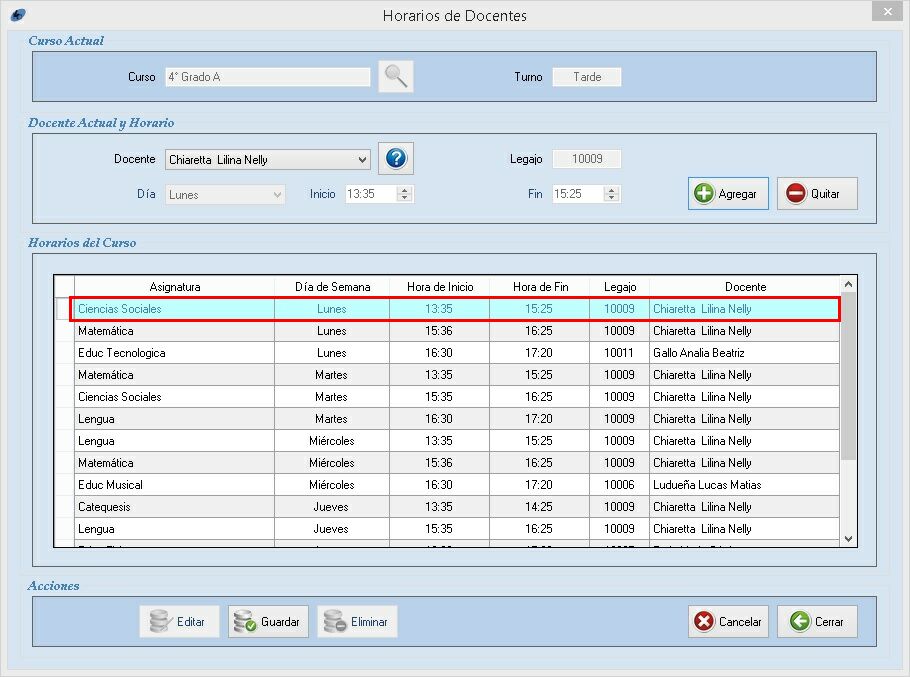 Horarios de Docentes
Curso Actual
Curso 4° Grado A Turno Tarde
Docente Actual y Horario
Docente Chiaretta Lilina Nelly Legajo 10009
Día Lunes Inicio 13:35 Fin 15:25 Agregar Quitar
Horarios del Curso
Asignatura Día de Semana Hora de Inicio Hora de Fin Legajo Docente
Ciencias Sociales Lunes 13:35 15:25 10009 Chiaretta Lilina Nelly
Matemática Lunes 15:36 16:25 10009 Chiaretta Lilina Nelly
Educ Tecnologica Lunes 16:30 17:20 10011 Gallo Analia Beatriz
Matemática Martes 13:35 15:25 10009 Chiaretta Lilina Nelly
Ciencias Sociales Martes 15:35 16:25 10009 Chiaretta Lilina Nelly
Lengua Martes 16:30 17:20 10009 Chiaretta Lilina Nelly
Lengua Miércoles 13:35 15:25 10009 Chiaretta Lilina Nelly
Matemática Miércoles 15:36 16:25 10009 Chiaretta Lilina Nelly
Educ Musical Miércoles 16:30 17:20 10006 Ludueña Lucas Matias
Catequesis Jueves 13:35 14:25 10009 Chiaretta Lilina Nelly
Lengua Jueves 15:35 16:25 10009 Chiaretta Lilina Nelly
Acciones
Editar Guardar Eliminar Cancelar Cerrar